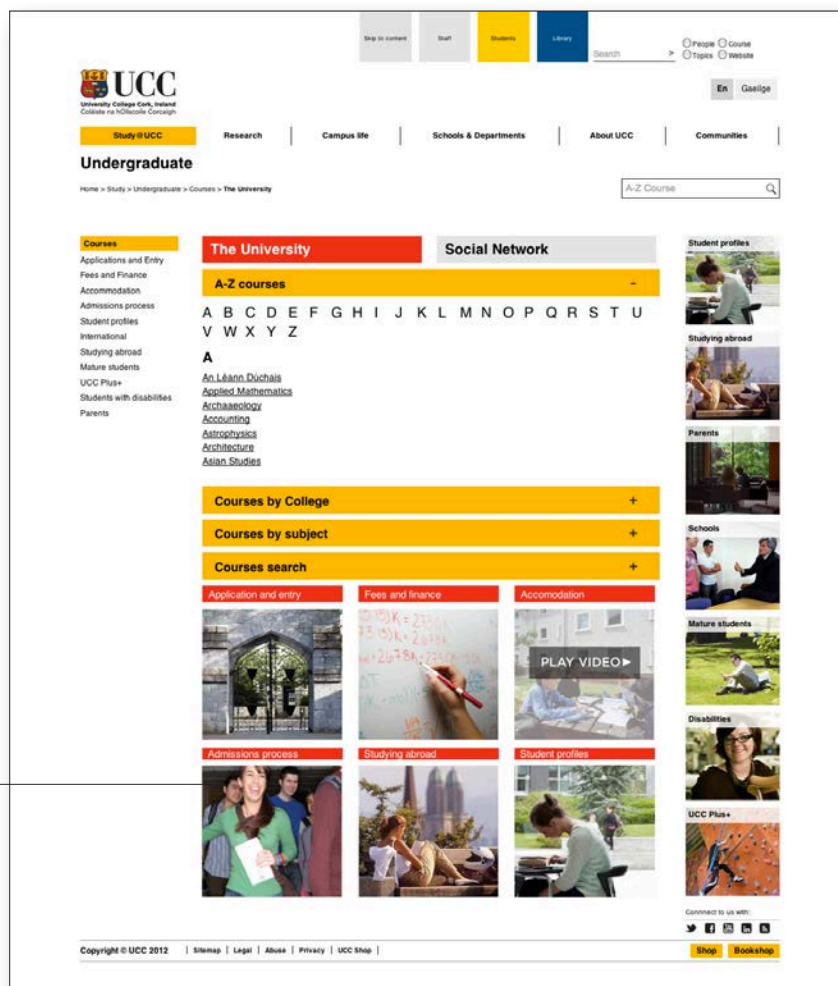 Skip to content
Staff
Students
Library
Search >
People Course
Topics Website
UCC
University College Cork, Ireland
Coláiste na hOllscoile Corcaigh
En Gaeilge
Study@UCC Research Campus life Schools & Departments About UCC Communities
Undergraduate
Home > Study > Undergraduate > Courses > The University
A-Z Course
Courses
Applications and Entry
Fees and Finance
Accommodation
Admissions process
Student profiles
International
Studying abroad
Mature students
UCC Plus+
Students with disabilities
Parents
The University
Social Network
A-Z courses -
A B C D E F G H I J K L M N O P Q R S T U
V W X Y Z
A
An Léann Dúchais
Applied Mathematics
Archaaeology
Accounting
Astrophysics
Architecture
Asian Studies
Courses by College +
Courses by subject +
Courses search +
Application and entry
Fees and finance
Accomodation
PLAY VIDEO
Admissions process
Studying abroad
Student profiles
Student profiles
Studying abroad
Parents
Schools
Mature students
Disabilities
UCC Plus+
Connnect to us with:
Copyright © UCC 2012 | Sitemap | Legal | Abuse | Privacy | UCC Shop |
Shop
Bookshop